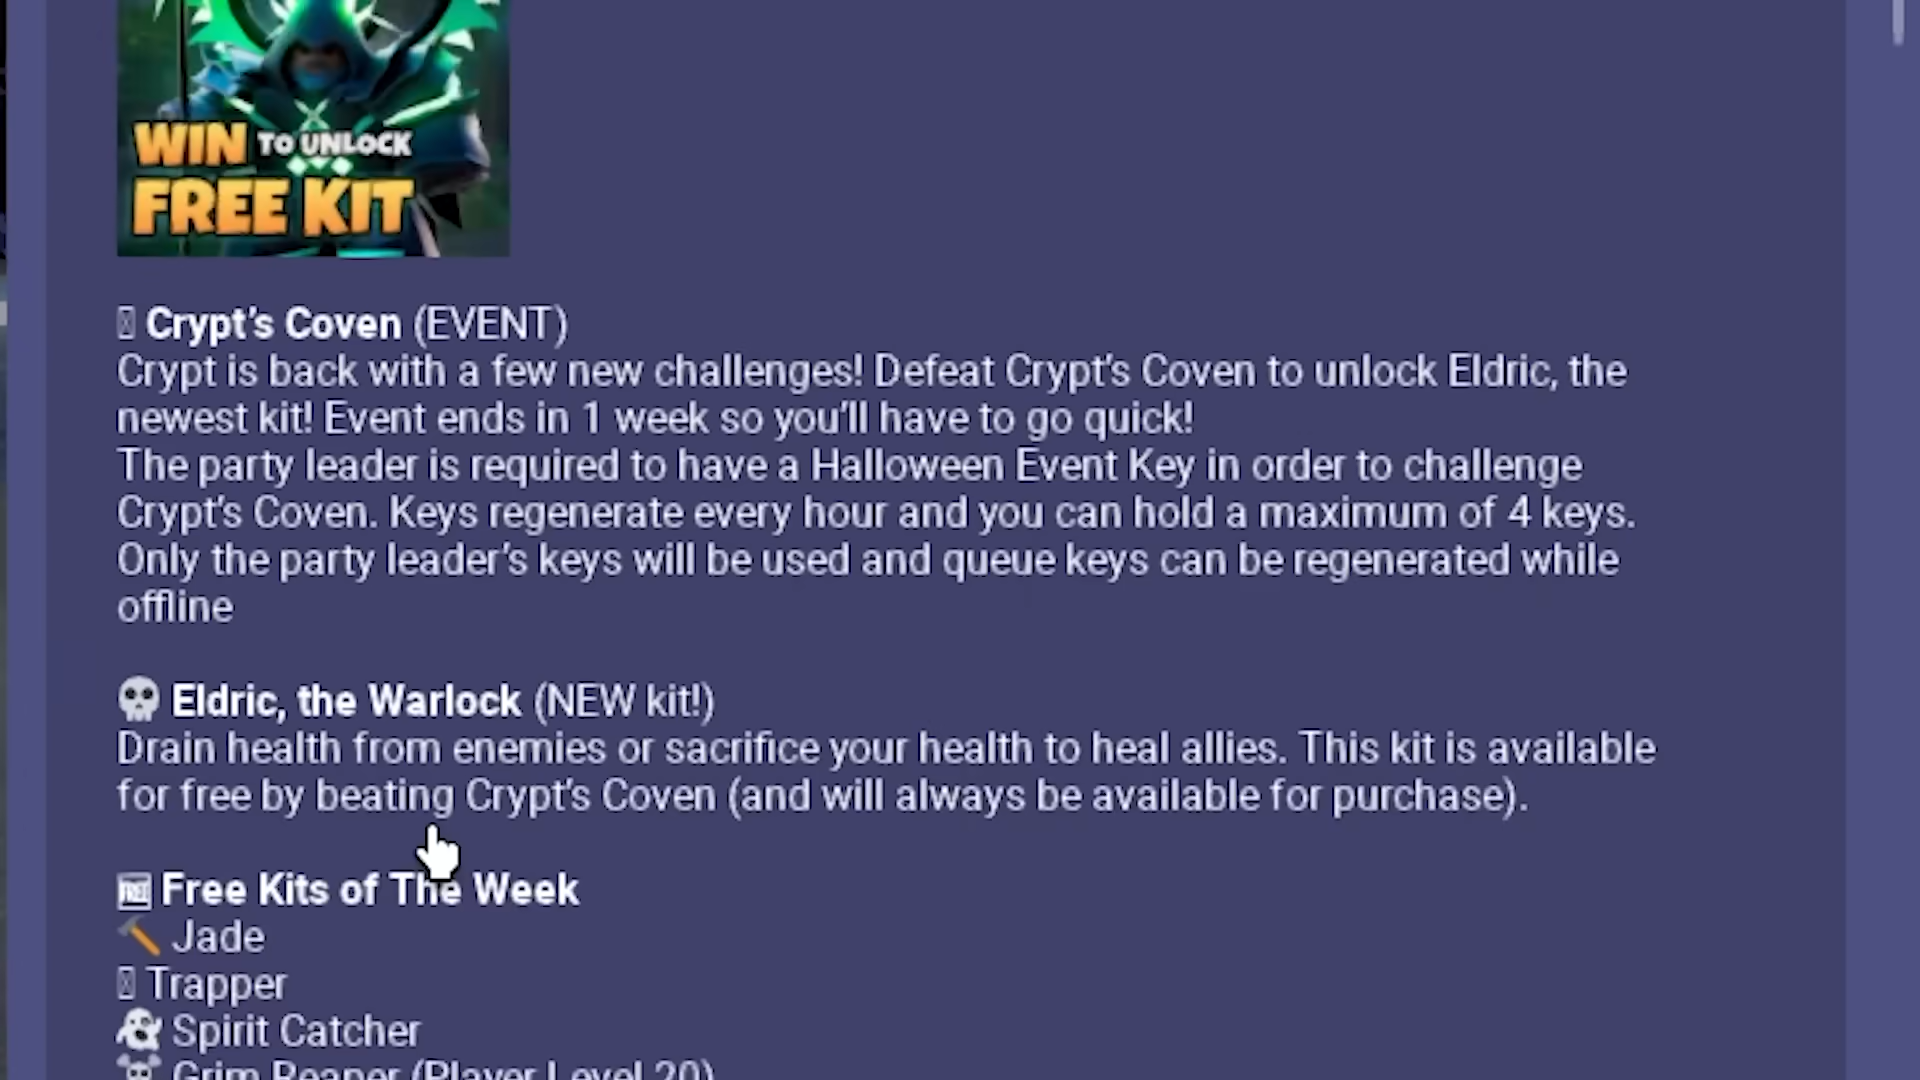 WIN TO UNLOCK
FREE KIT
Crypt's Coven (EVENT)
Crypt is back with a few new challenges! Defeat Crypt's Coven to unlock Eldric, the
newest kit! Event ends in 1 week so you'll have to go quick!
The party leader is required to have a Halloween Event Key in order to challenge
Crypt's Coven. Keys regenerate every hour and you can hold a maximum of 4 keys.
Only the party leader's keys will be used and queue keys can be regenerated while
offline
💀 Eldric, the Warlock (NEW kit!)
Drain health from enemies or sacrifice your health to heal allies. This kit is available
for free by beating Crypt's Coven (and will always be available for purchase).
🆓 Free Kits of The Week
🔨 Jade
Trapper
👻 Spirit Catcher
☠ Grim Reaper (Player Level 20)